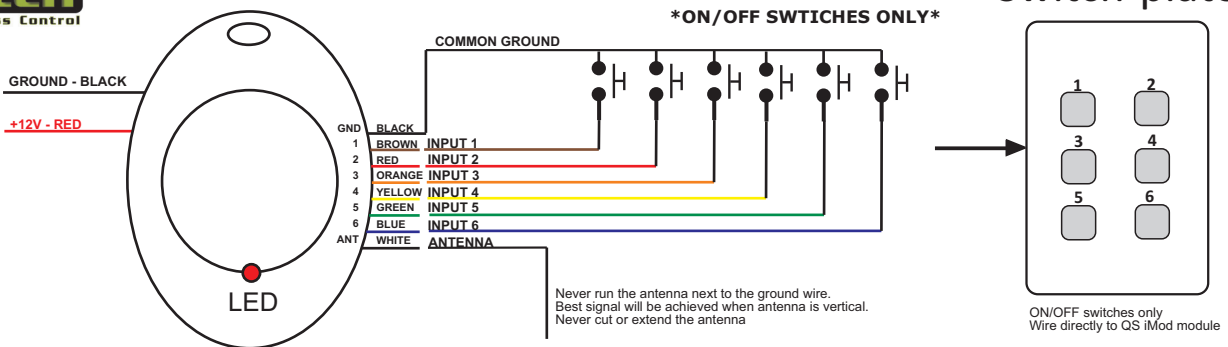 ss Control
*ON/OFF SWTICHES ONLY*
COMMON GROUND
GROUND - BLACK
+12V - RED
GND BLACK
1 BROWN INPUT 1
2 RED INPUT 2
3 ORANGE INPUT 3
4 YELLOW INPUT 4
5 GREEN INPUT 5
6 BLUE INPUT 6
ANT WHITE ANTENNA
LED
Never run the antenna next to the ground wire.
Best signal will be achieved when antenna is vertical.
Never cut or extend the antenna
1 2
3 4
5 6
ON/OFF switches only
Wire directly to QS iMod module